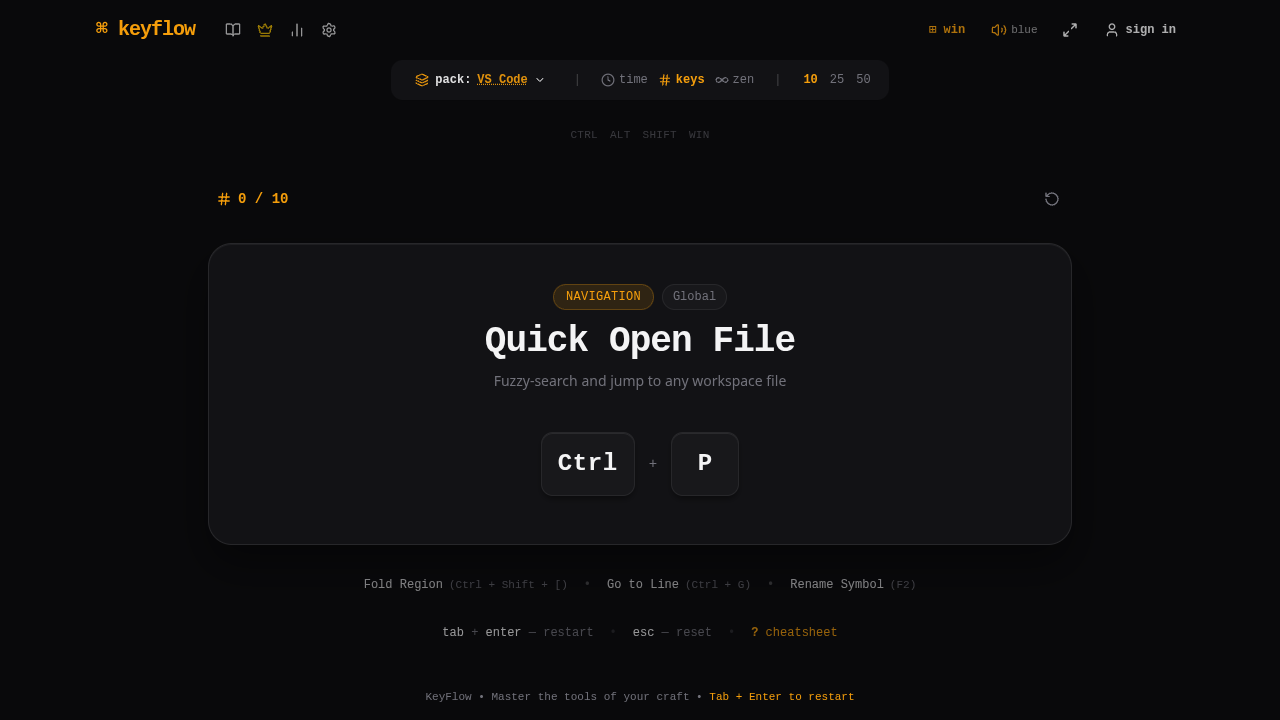 ⌘ keyflow
⊞ win blue sign in
pack: VS Code | time keys zen | 10 25 50
CTRL ALT SHIFT WIN
0 / 10
NAVIGATION Global
Quick Open File
Fuzzy-search and jump to any workspace file
Ctrl + P
Fold Region (Ctrl + Shift + [) • Go to Line (Ctrl + G) • Rename Symbol (F2)
tab + enter — restart • esc — reset • ? cheatsheet
KeyFlow • Master the tools of your craft • Tab + Enter to restart